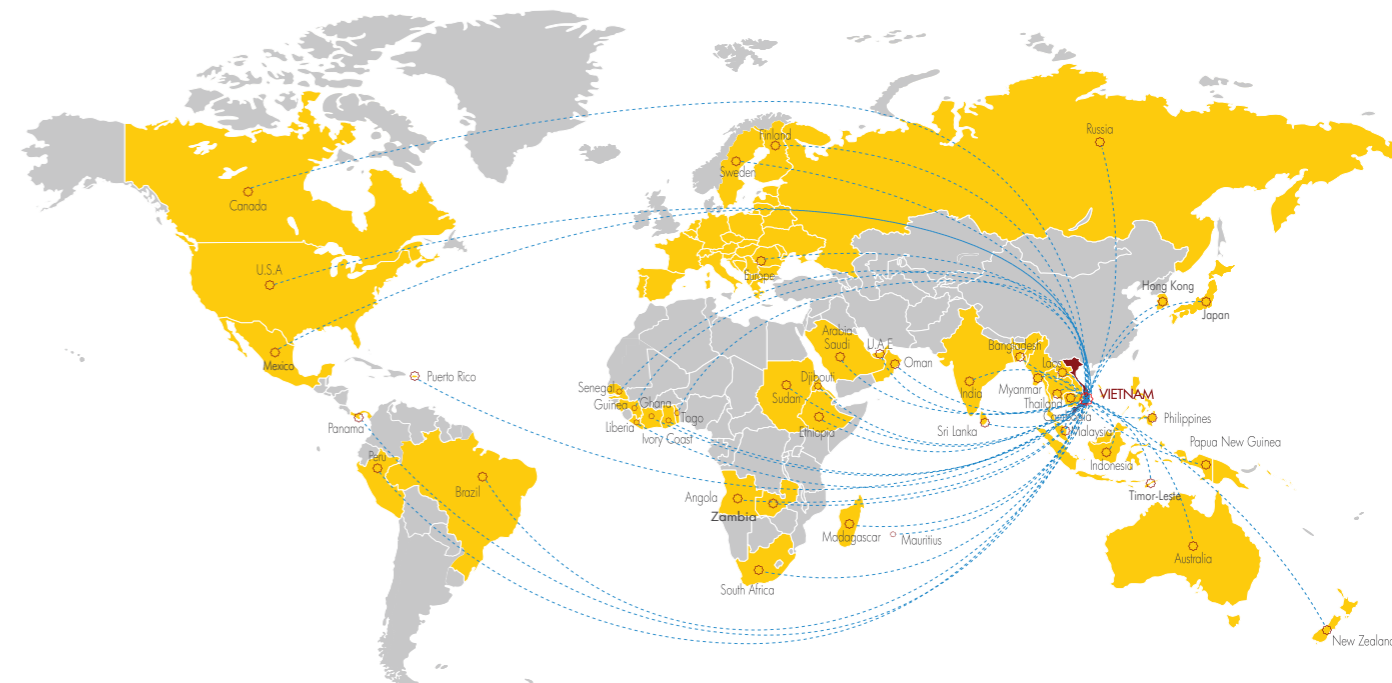 Finland
Russia
Sweden
Canada
U.S.A
Europe
Hong Kong
Japan
Arabia
Saudi
U.A.E
Bangladesh
Oman
Laos
Mexico
Puerto Rico
Senegal
Djibouti
Sudan
India
Myanmar
VIETNAM
Thailand
Guinea
Ghana
Togo
Liberia
Ivory Coast
Panama
Ethiopia
Sri Lanka
Philippines
Malaysia
Papua New Guinea
Peru
Brazil
Indonesia
Angola
Timor-Leste
Zambia
Madagascar
Mauritius
Australia
South Africa
New Zealand